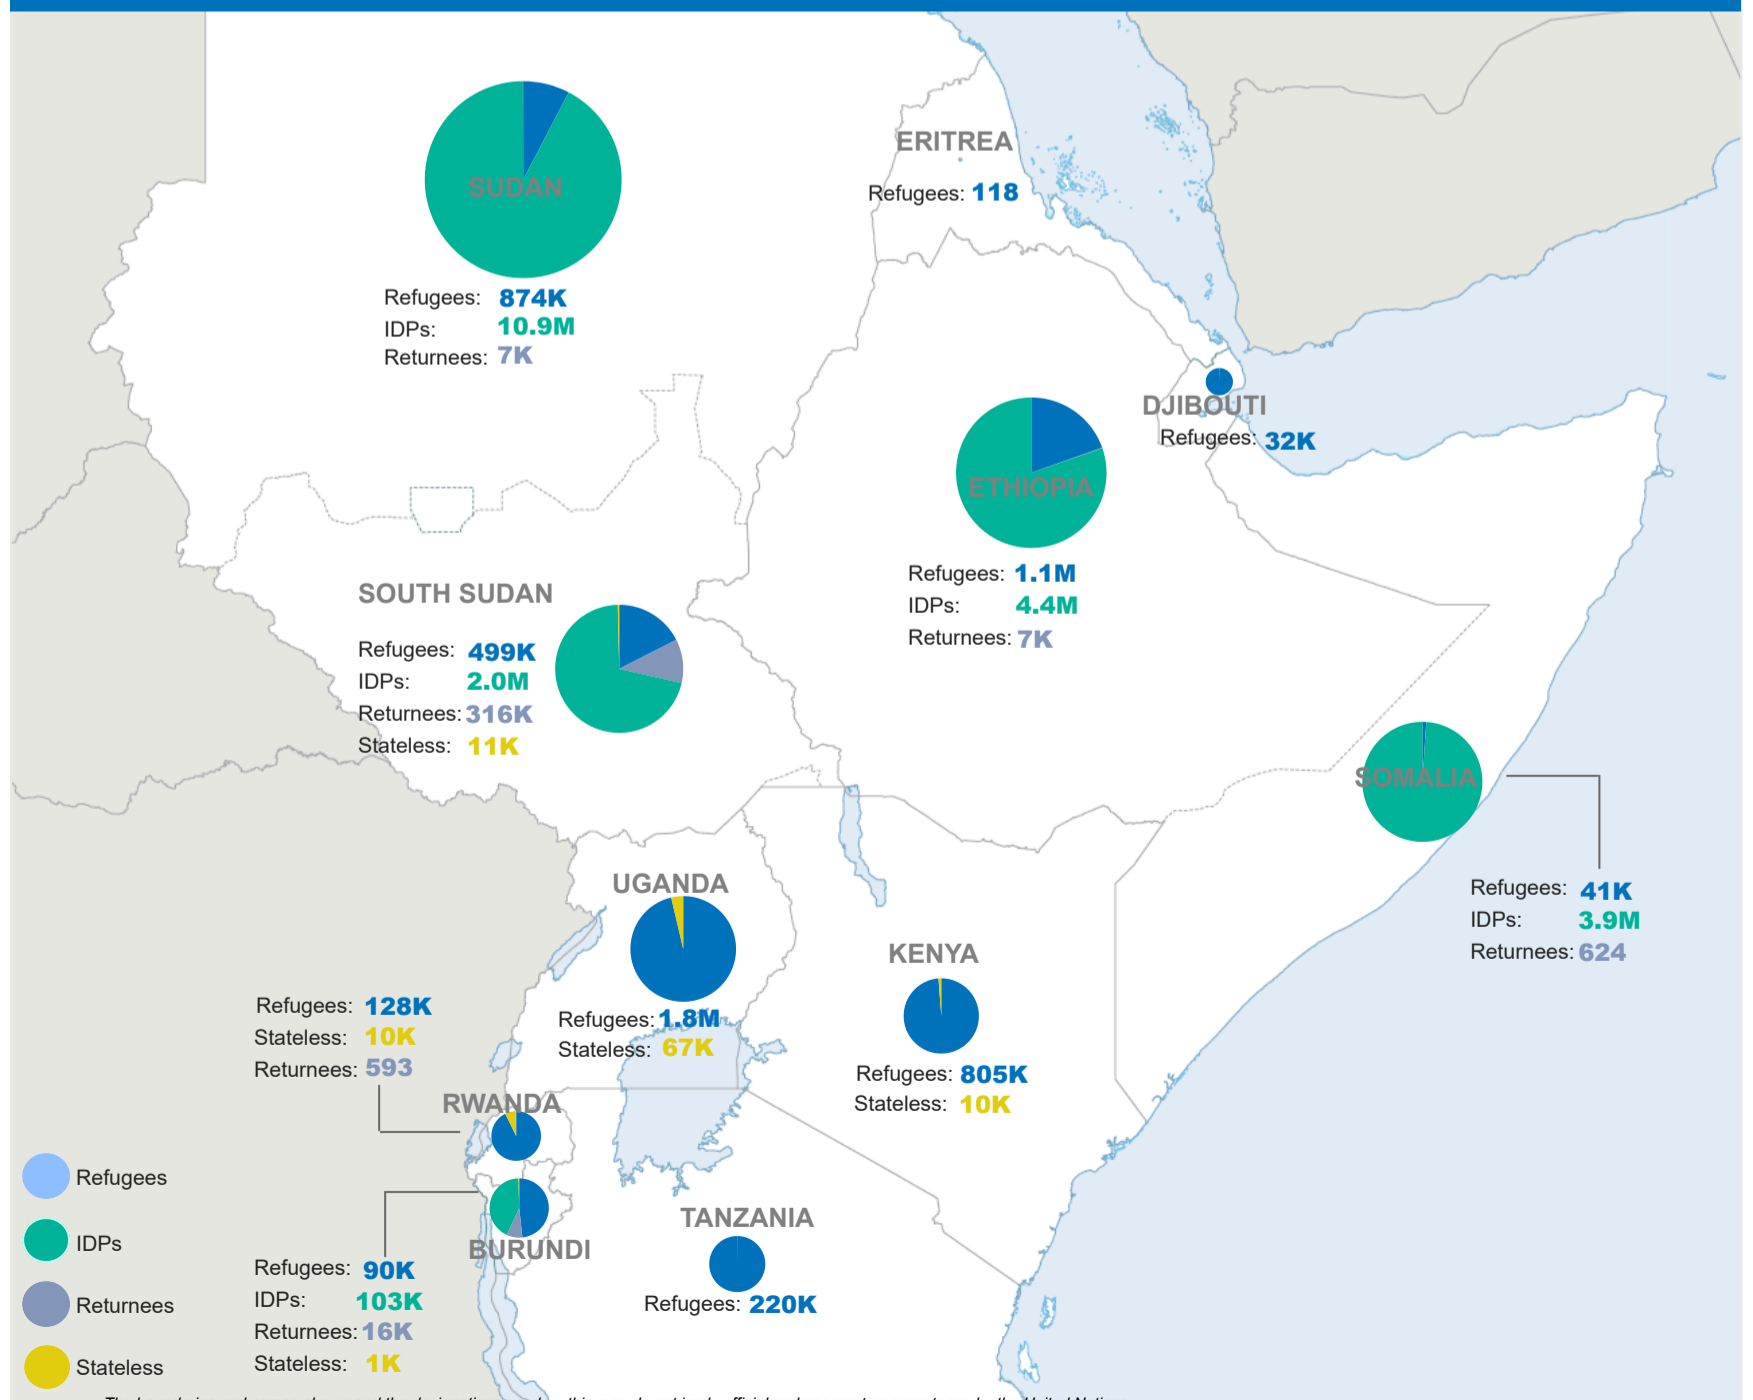 SUDAN
Refugees: 874K
IDPs: 10.9M
Returnees: 7K
ERITREA
Refugees: 118
DJIBOUTI
Refugees: 32K
ETHIOPIA
Refugees: 1.1M
IDPs: 4.4M
Returnees: 7K
SOUTH SUDAN
Refugees: 499K
IDPs: 2.0M
Returnees: 316K
Stateless: 11K
SOMALIA
Refugees: 41K
IDPs: 3.9M
Returnees: 624
UGANDA
Refugees: 1.8M
Stateless: 67K
KENYA
Refugees: 805K
Stateless: 10K
Refugees: 128K
Stateless: 10K
Returnees: 593
RWANDA
BURUNDI
Refugees: 90K
IDPs: 103K
Returnees: 16K
Stateless: 1K
TANZANIA
Refugees: 220K
Refugees
IDPs
Returnees
Stateless